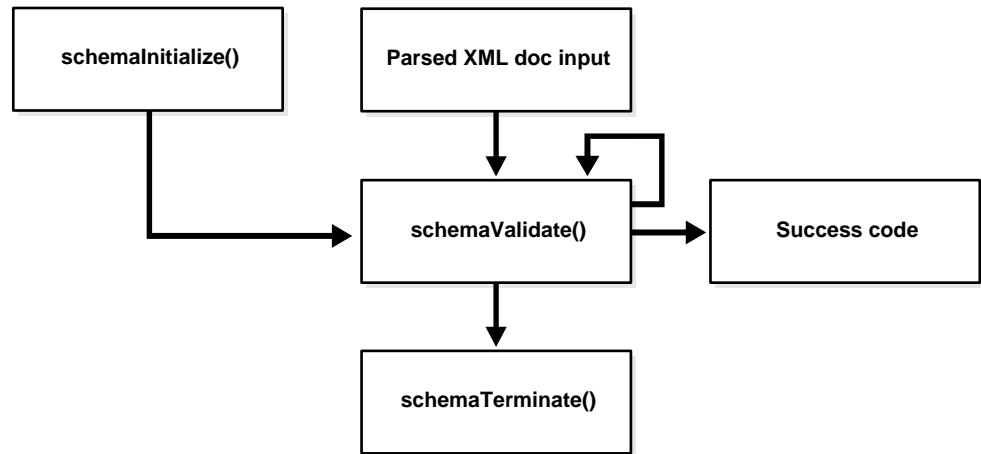 schemaInitialize()
Parsed XML doc input
schemaValidate()
Success code
schemaTerminate()